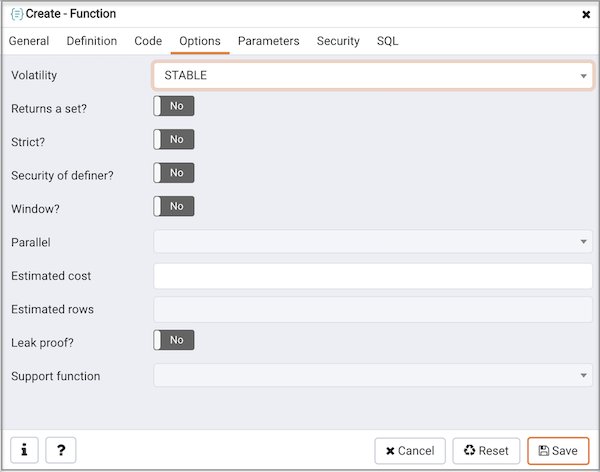 Create - Function
General Definition Code Options Parameters Security SQL
Volatility STABLE
Returns a set? No
Strict? No
Security of definer? No
Window? No
Parallel
Estimated cost
Estimated rows
Leak proof? No
Support function
i ? Cancel Reset Save